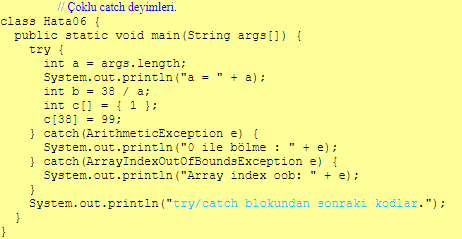 // Çoklu catch deyimleri.
class Hata06 {
  public static void main(String args[]) {
    try {
      int a = args.length;
      System.out.println("a = " + a);
      int b = 38 / a;
      int c[] = { 1 };
      c[38] = 99;
    } catch(ArithmeticException e) {
      System.out.println("0 ile bölme : " + e);
    } catch(ArrayIndexOutOfBoundsException e) {
      System.out.println("Array index oob: " + e);
    }
    System.out.println("try/catch blokundan sonraki kodlar.");
  }
}